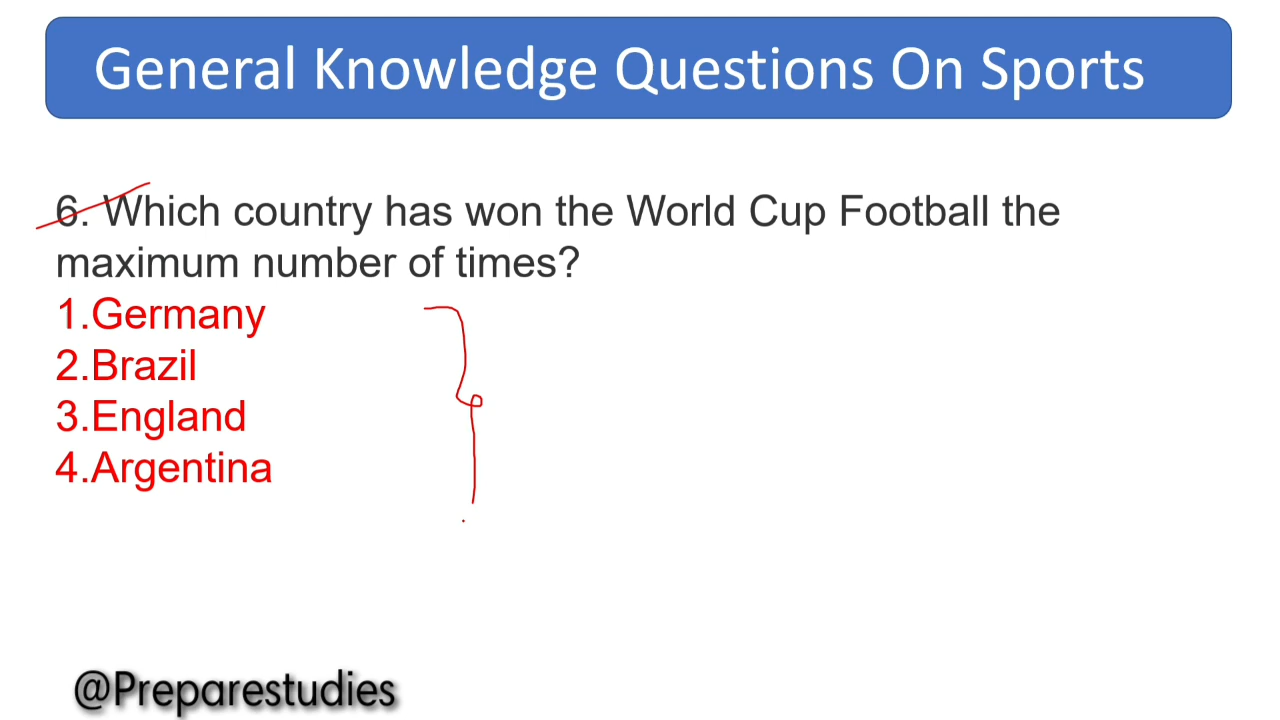 General Knowledge Questions On Sports
6. Which country has won the World Cup Football the
maximum number of times?
1.Germany
2.Brazil
3.England
4.Argentina
@Preparestudies